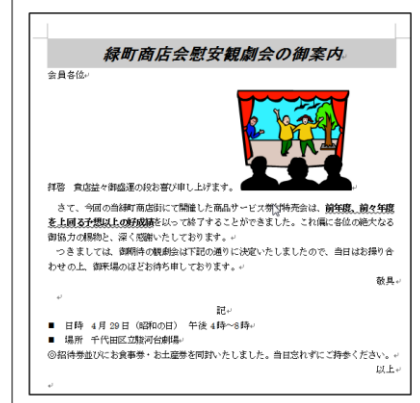 緑町商店会慰安観劇会の御案内
会員各位
拝啓 貴店益々御盛運の段お喜び申し上げます。
さて、今回の当緑町商店街にて開催した商品サービス 特売会は、前年度、前々年度
を上回る予想以上の好成績を以って終了することができました。これ偏に各位の絶大なる
御協力の賜物と、深く感謝いたしております。
つきましては、御期待の観劇会は下記の通りに決定いたしましたので、当日はお繰り合
わせの上、御来場のほどお待ち申しております。
敬具
記
■ 日時 4月29日（昭和の日） 午後4時～8時
■ 場所 千代田区立駿河台劇場
◎招待券並びにお食事券・お土産券を同封いたしました。当日忘れずにご持参ください。
以上